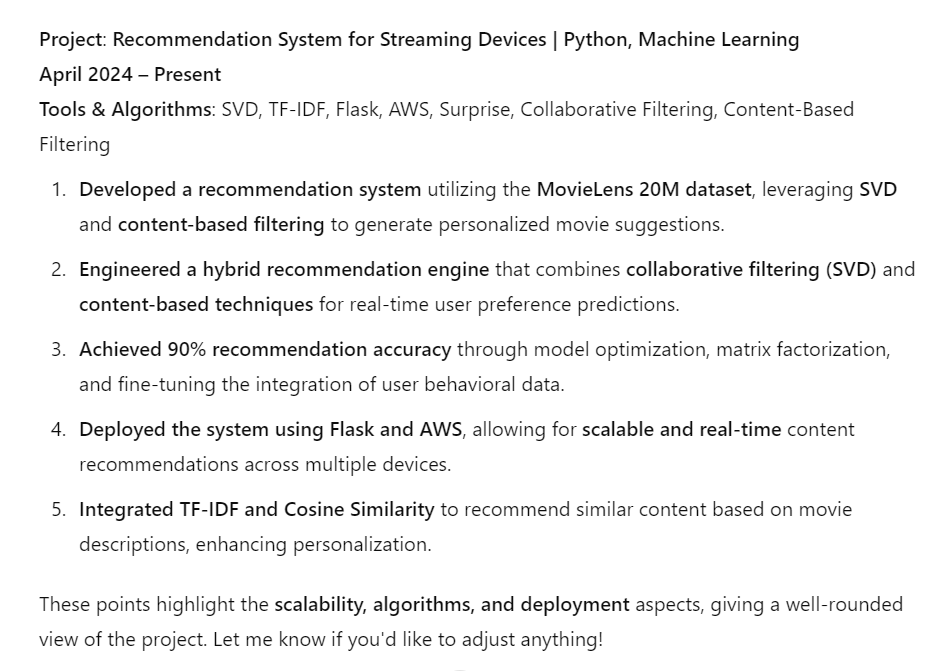 Project: Recommendation System for Streaming Devices | Python, Machine Learning
April 2024 – Present
Tools & Algorithms: SVD, TF-IDF, Flask, AWS, Surprise, Collaborative Filtering, Content-Based
Filtering
1. Developed a recommendation system utilizing the MovieLens 20M dataset, leveraging SVD
and content-based filtering to generate personalized movie suggestions.
2. Engineered a hybrid recommendation engine that combines collaborative filtering (SVD) and
content-based techniques for real-time user preference predictions.
3. Achieved 90% recommendation accuracy through model optimization, matrix factorization,
and fine-tuning the integration of user behavioral data.
4. Deployed the system using Flask and AWS, allowing for scalable and real-time content
recommendations across multiple devices.
5. Integrated TF-IDF and Cosine Similarity to recommend similar content based on movie
descriptions, enhancing personalization.
These points highlight the scalability, algorithms, and deployment aspects, giving a well-rounded
view of the project. Let me know if you'd like to adjust anything!